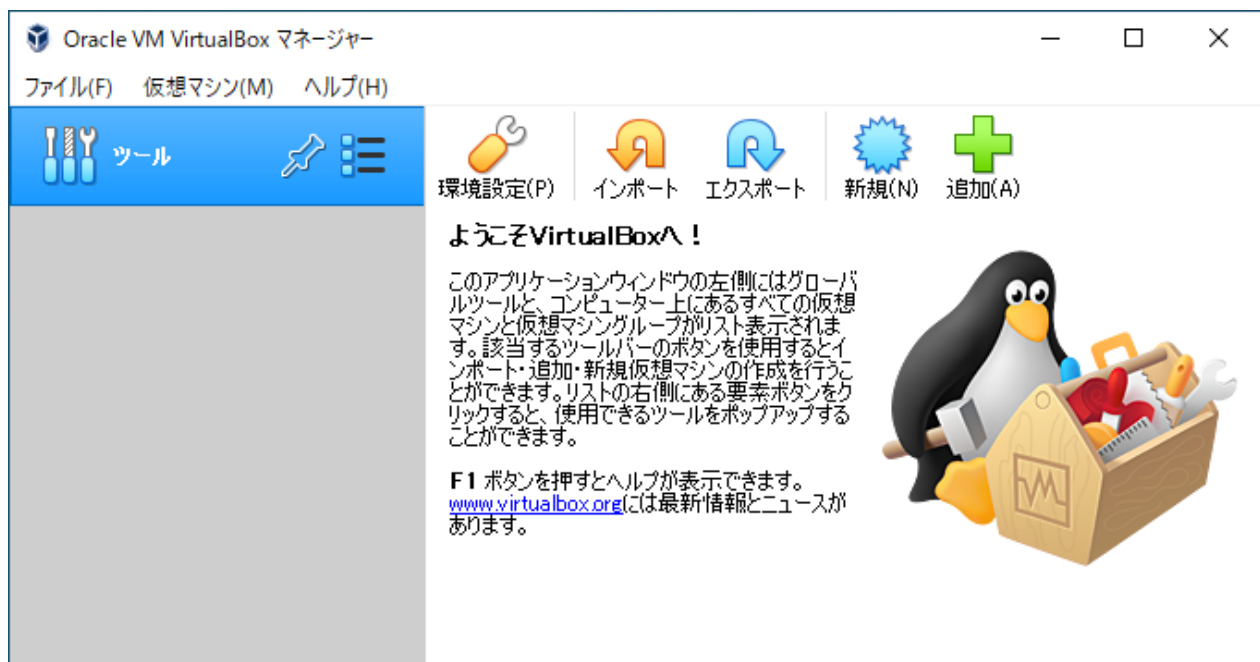 Oracle VM VirtualBox マネージャー
ファイル(F) 仮想マシン(M) ヘルプ(H)
ツール
環境設定(P) インポート エクスポート 新規(N) 追加(A)
ようこそVirtualBoxへ！
このアプリケーションウィンドウの左側にはグローバ
ルツールと、コンピューター上にあるすべての仮想
マシンと仮想マシングループがリスト表示されま
す。該当するツールバーのボタンを使用するとイ
ンポート・追加・新規仮想マシンの作成を行うこ
とができます。リストの右側にある要素ボタンをク
リックすると、使用できるツールをポップアップする
ことができます。
F1 ボタンを押すとヘルプが表示できます。
www.virtualbox.orgには最新情報とニュースが
あります。